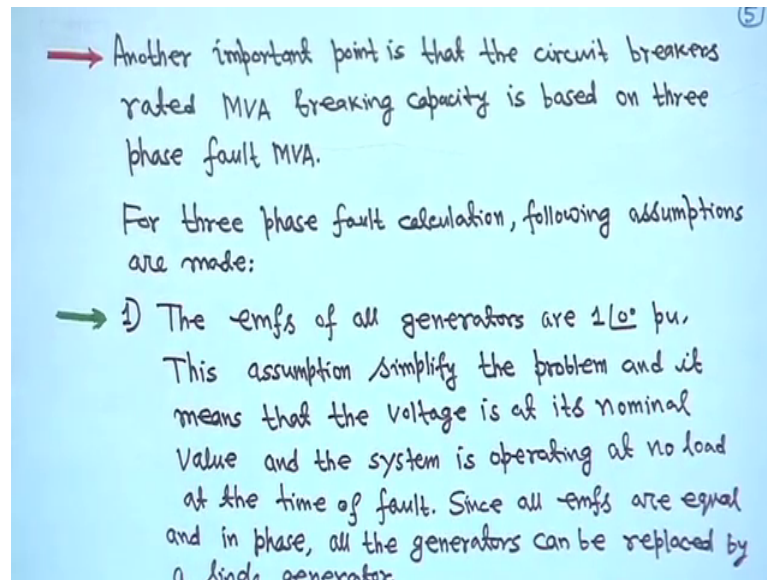 5
→ Another important point is that the circuit breakers
rated MVA breaking capacity is based on three
phase fault MVA.
For three phase fault calculation, following assumptions
are made:
→ 1) The emfs of all generators are 1∠0° pu.
This assumption simplify the problem and it
means that the voltage is at its nominal
value and the system is operating at no load
at the time of fault. Since all emfs are equal
and in phase, all the generators can be replaced by
a single generator.